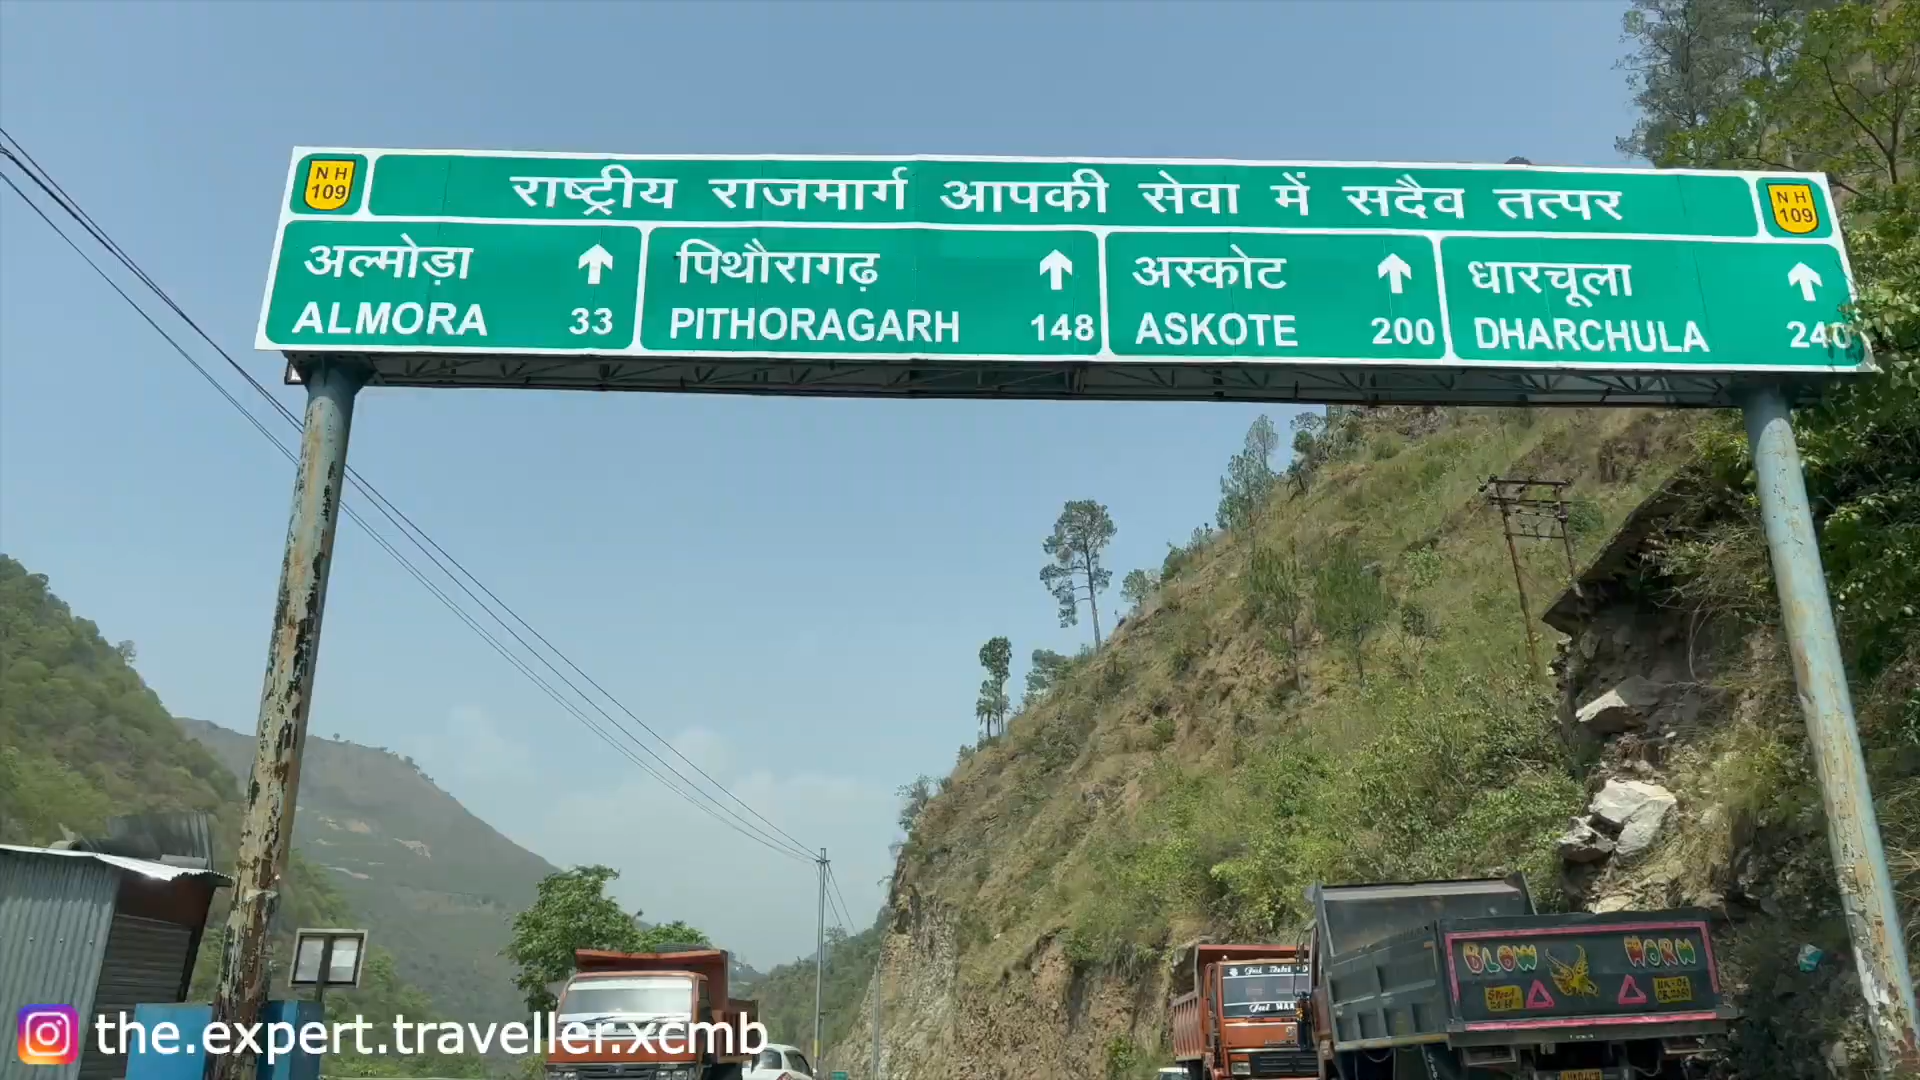 NH 109
राष्ट्रीय राजमार्ग आपकी सेवा में सदैव तत्पर
NH 109
अल्मोड़ा
ALMORA 33
पिथौरागढ़
PITHORAGARH 148
अस्कोट
ASKOTE 200
धारचूला
DHARCHULA 240
BLOW HORN
the.expert.traveller.xcmb